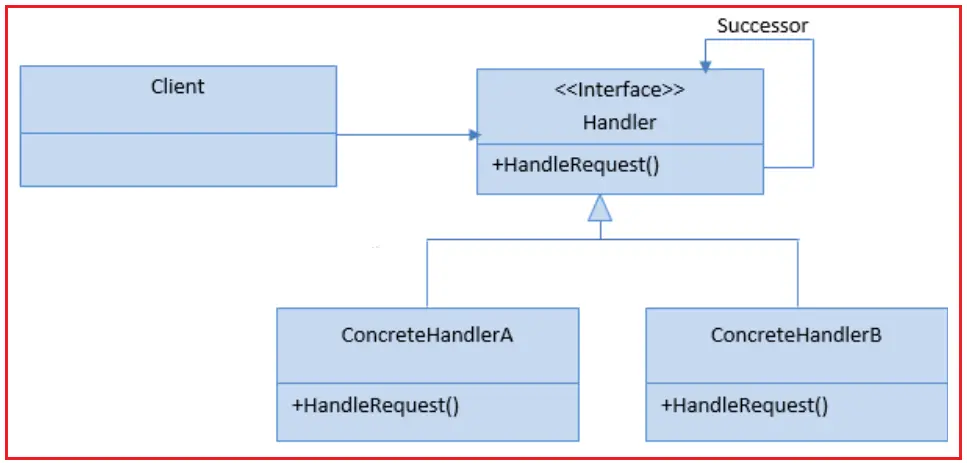 Successor
Client
<<Interface>>
Handler
+HandleRequest()
ConcreteHandlerA
+HandleRequest()
ConcreteHandlerB
+HandleRequest()